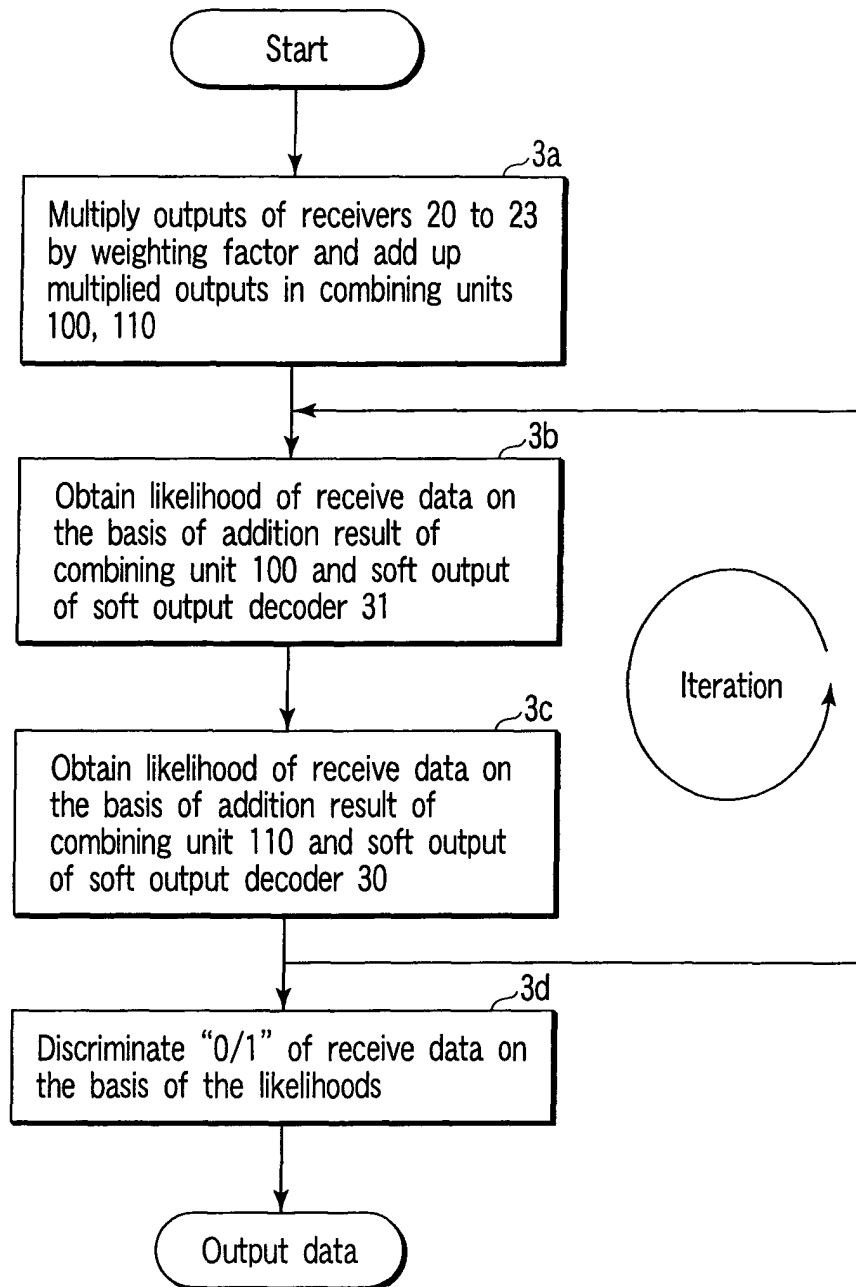 Start
3a
Multiply outputs of receivers 20 to 23
by weighting factor and add up
multiplied outputs in combining units
100, 110
3b
Obtain likelihood of receive data on
the basis of addition result of
combining unit 100 and soft output
of soft output decoder 31
Iteration
3c
Obtain likelihood of receive data on
the basis of addition result of
combining unit 110 and soft output
of soft output decoder 30
3d
Discriminate “0/1” of receive data on
the basis of the likelihoods
Output data